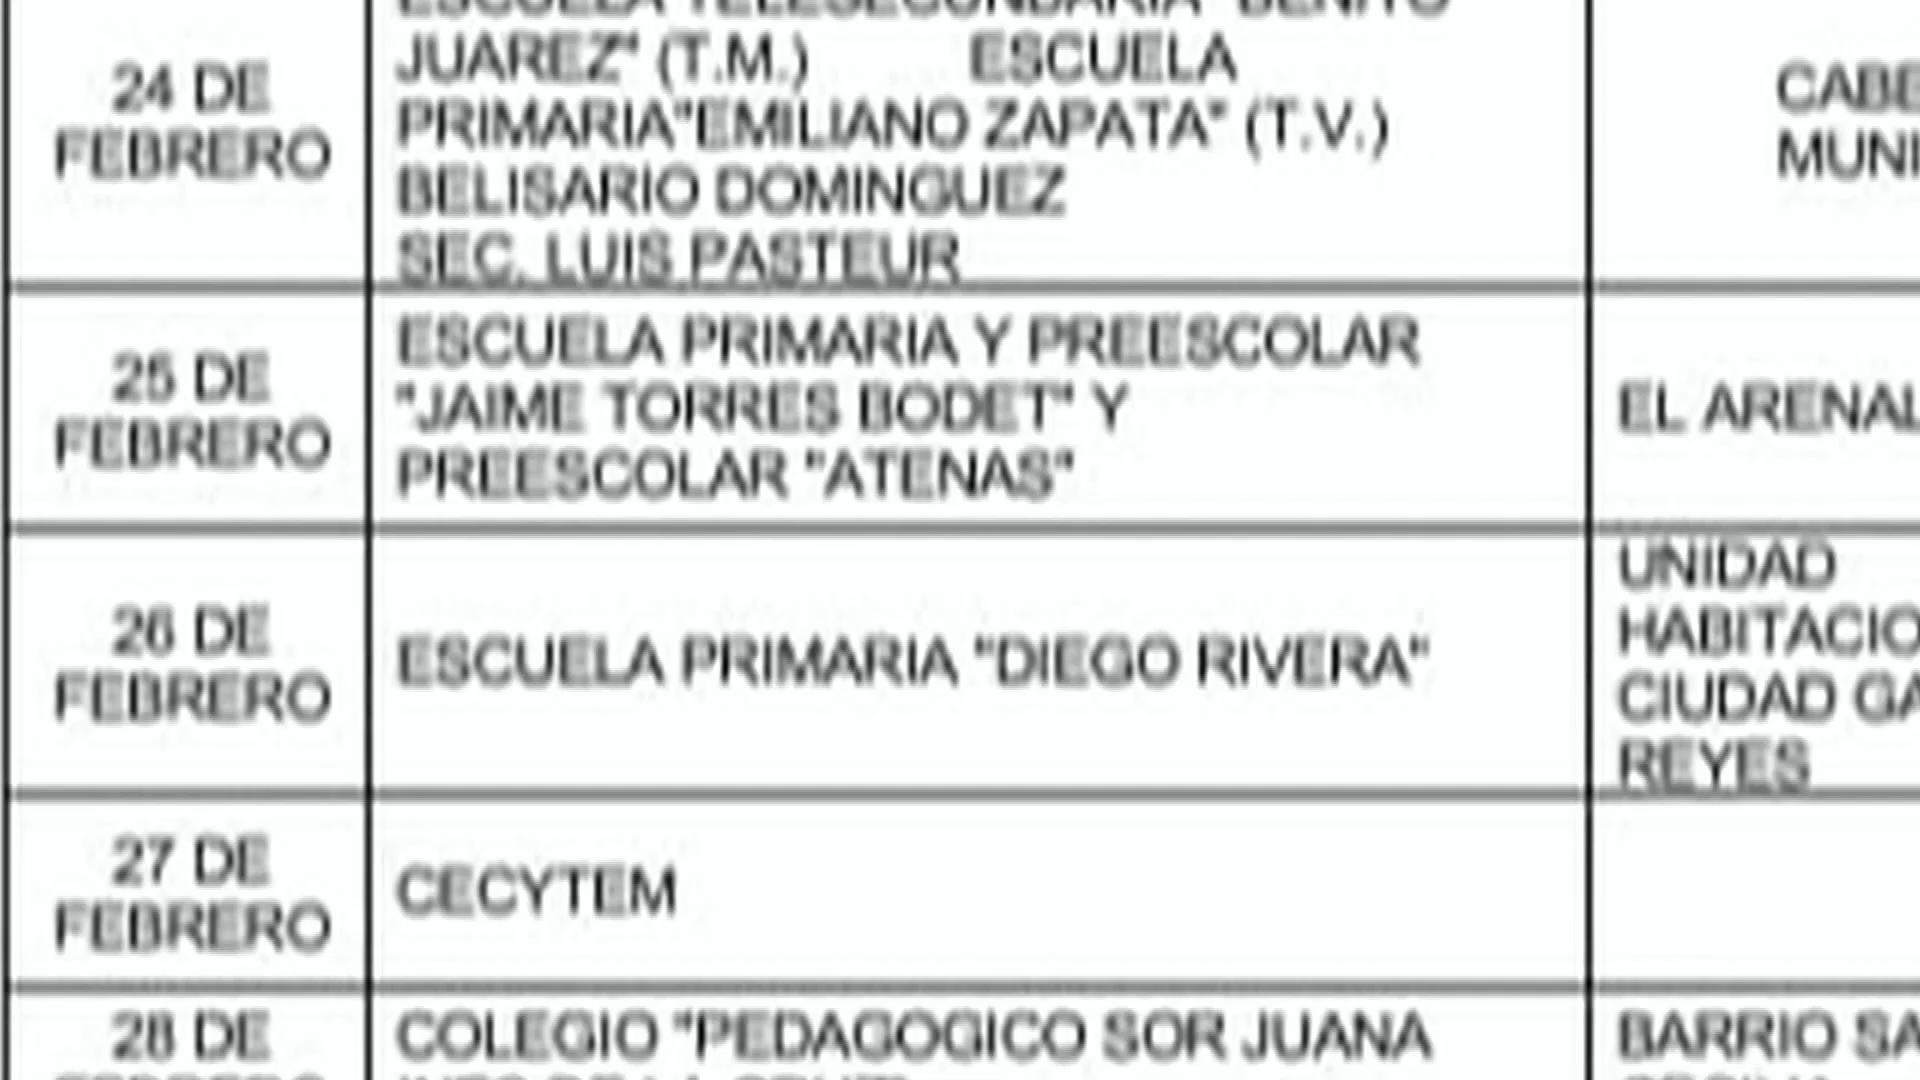 ESCUELA TELESECUNDARIA "BENITO
JUAREZ" (T.M.) ESCUELA
PRIMARIA"EMILIANO ZAPATA" (T.V.)
BELISARIO DOMINGUEZ
SEC. LUIS PASTEUR
24 DE
FEBRERO
CABE
MUNI
25 DE
FEBRERO
ESCUELA PRIMARIA Y PREESCOLAR
"JAIME TORRES BODET" Y
PREESCOLAR "ATENAS"
EL ARENAL
26 DE
FEBRERO
ESCUELA PRIMARIA "DIEGO RIVERA"
UNIDAD
HABITACIO
CIUDAD GA
REYES
27 DE
FEBRERO
CECYTEM
28 DE
COLEGIO "PEDAGOGICO SOR JUANA
BARRIO SA